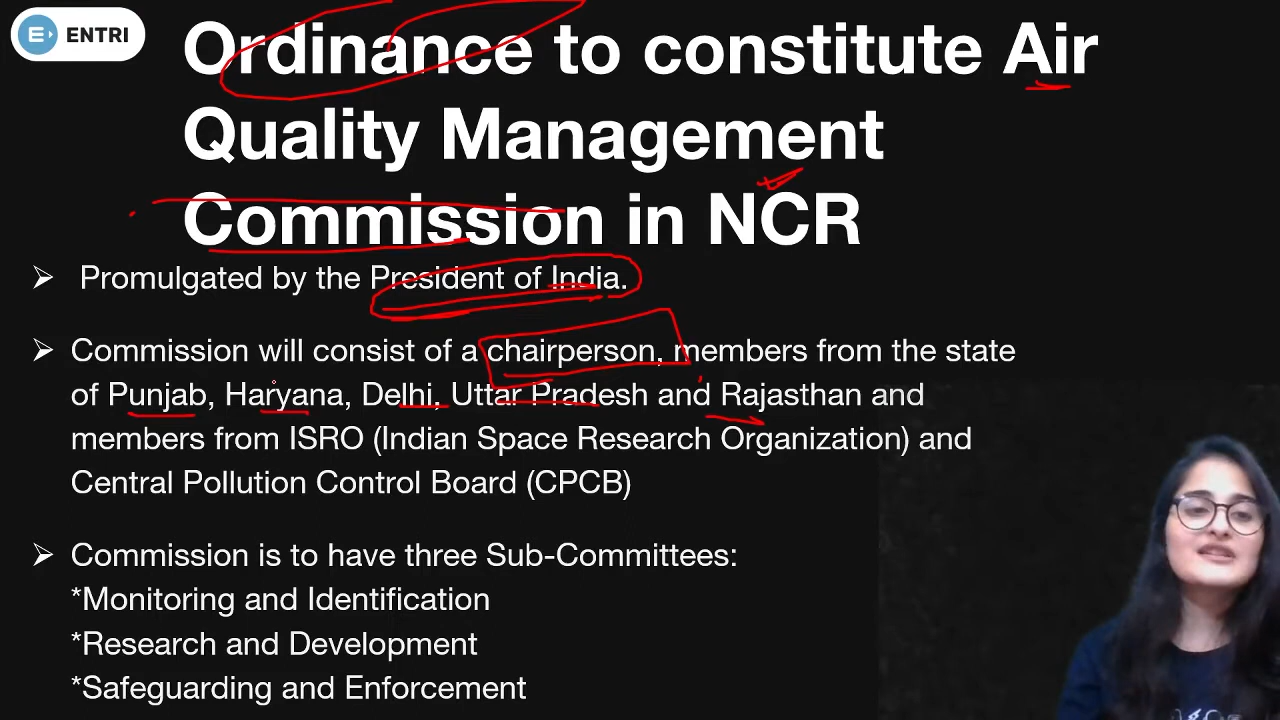 ENTRI
Ordinance to constitute Air
Quality Management
Commission in NCR
➢ Promulgated by the President of India.
➢ Commission will consist of a chairperson, members from the state
of Punjab, Haryana, Delhi, Uttar Pradesh and Rajasthan and
members from ISRO (Indian Space Research Organization) and
Central Pollution Control Board (CPCB)
➢ Commission is to have three Sub-Committees:
*Monitoring and Identification
*Research and Development
*Safeguarding and Enforcement